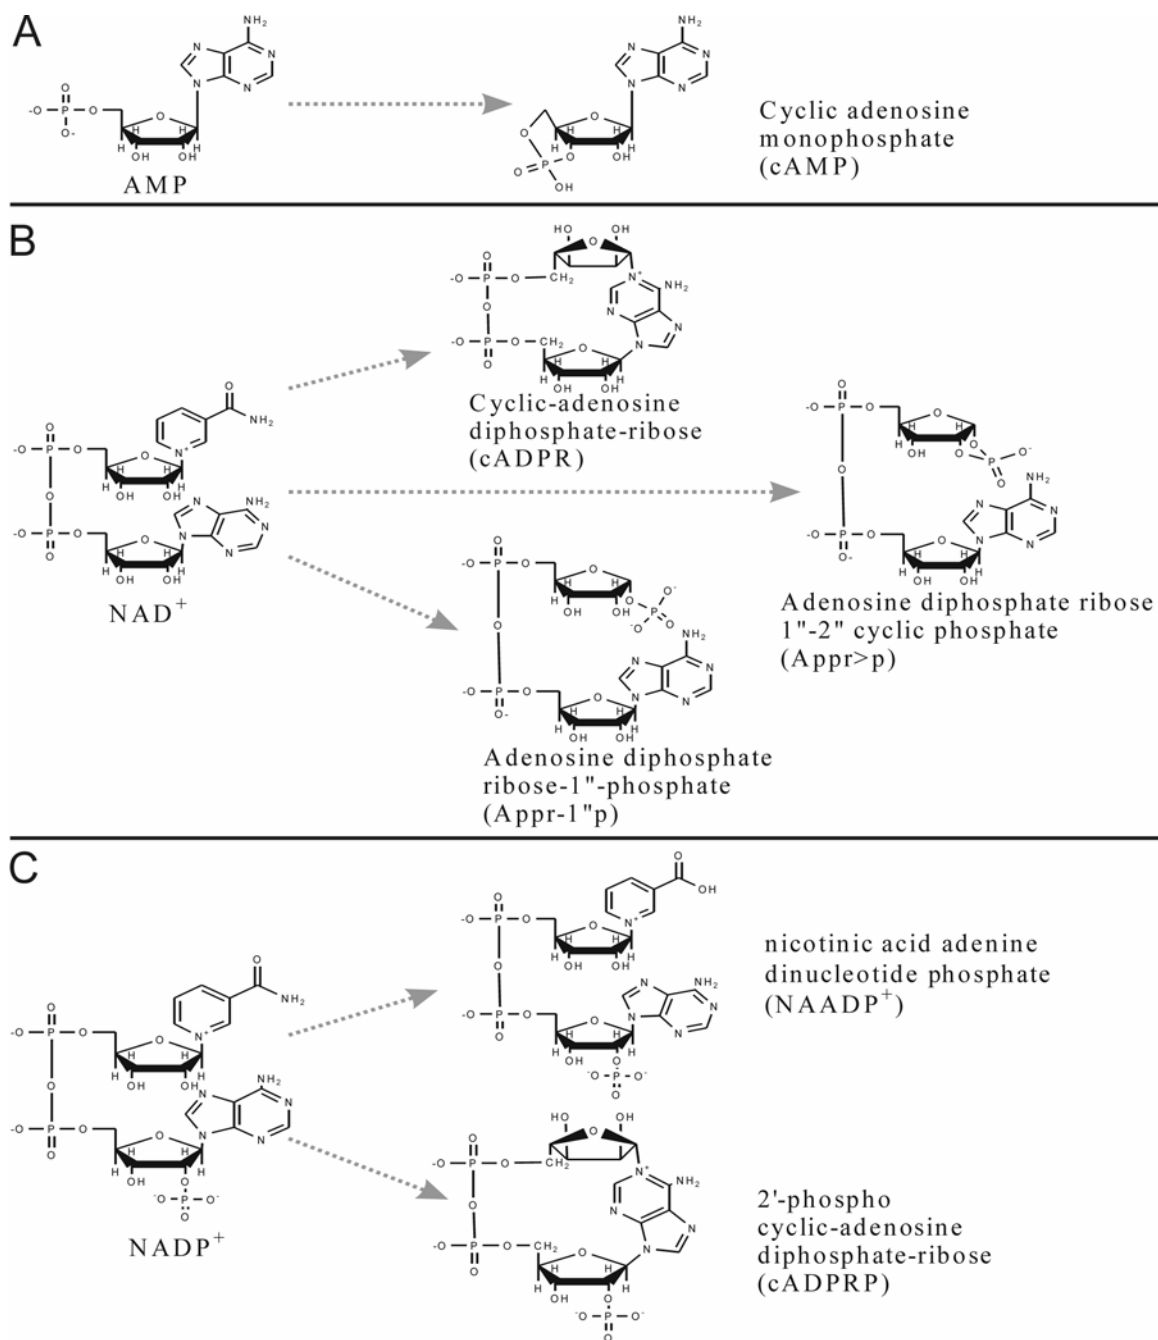 A
AMP
Cyclic adenosine
monophosphate
(cAMP)
B
NAD+
Cyclic-adenosine
diphosphate-ribose
(cADPR)
Adenosine diphosphate ribose
1"-2" cyclic phosphate
(Appr>p)
Adenosine diphosphate
ribose-1"-phosphate
(Appr-1"p)
C
NADP+
nicotinic acid adenine
dinucleotide phosphate
(NAADP+)
2'-phospho
cyclic-adenosine
diphosphate-ribose
(cADPRP)